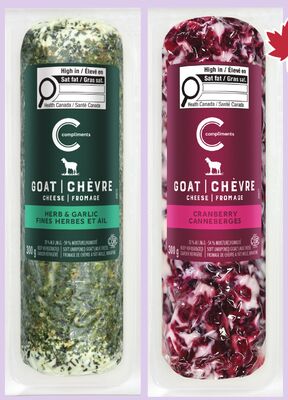 High in / Élevé en
Sat fat / Gras sat.
Health Canada / Santé Canada
C
compliments
GOAT | CHÈVRE
CHEESE | FROMAGE
HERB & GARLIC
FINES HERBES ET AIL
300 g
High in / Élevé en
Sat fat / Gras sat.
Health Canada / Santé Canada
C
compliments
GOAT | CHÈVRE
CHEESE | FROMAGE
CRANBERRY
CANNEBERGES
300 g